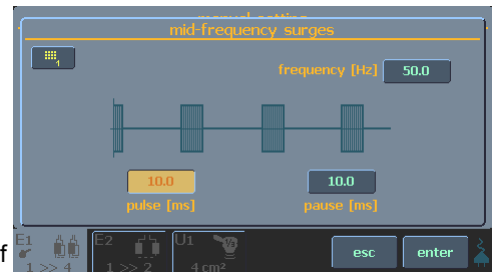 manual setting
mid-frequency surges
1
frequency [Hz] 50.0
10.0 10.0
pulse [ms] pause [ms]
f
E1 E2 U1
esc enter
1 >> 4 1 >> 2 4 cm²